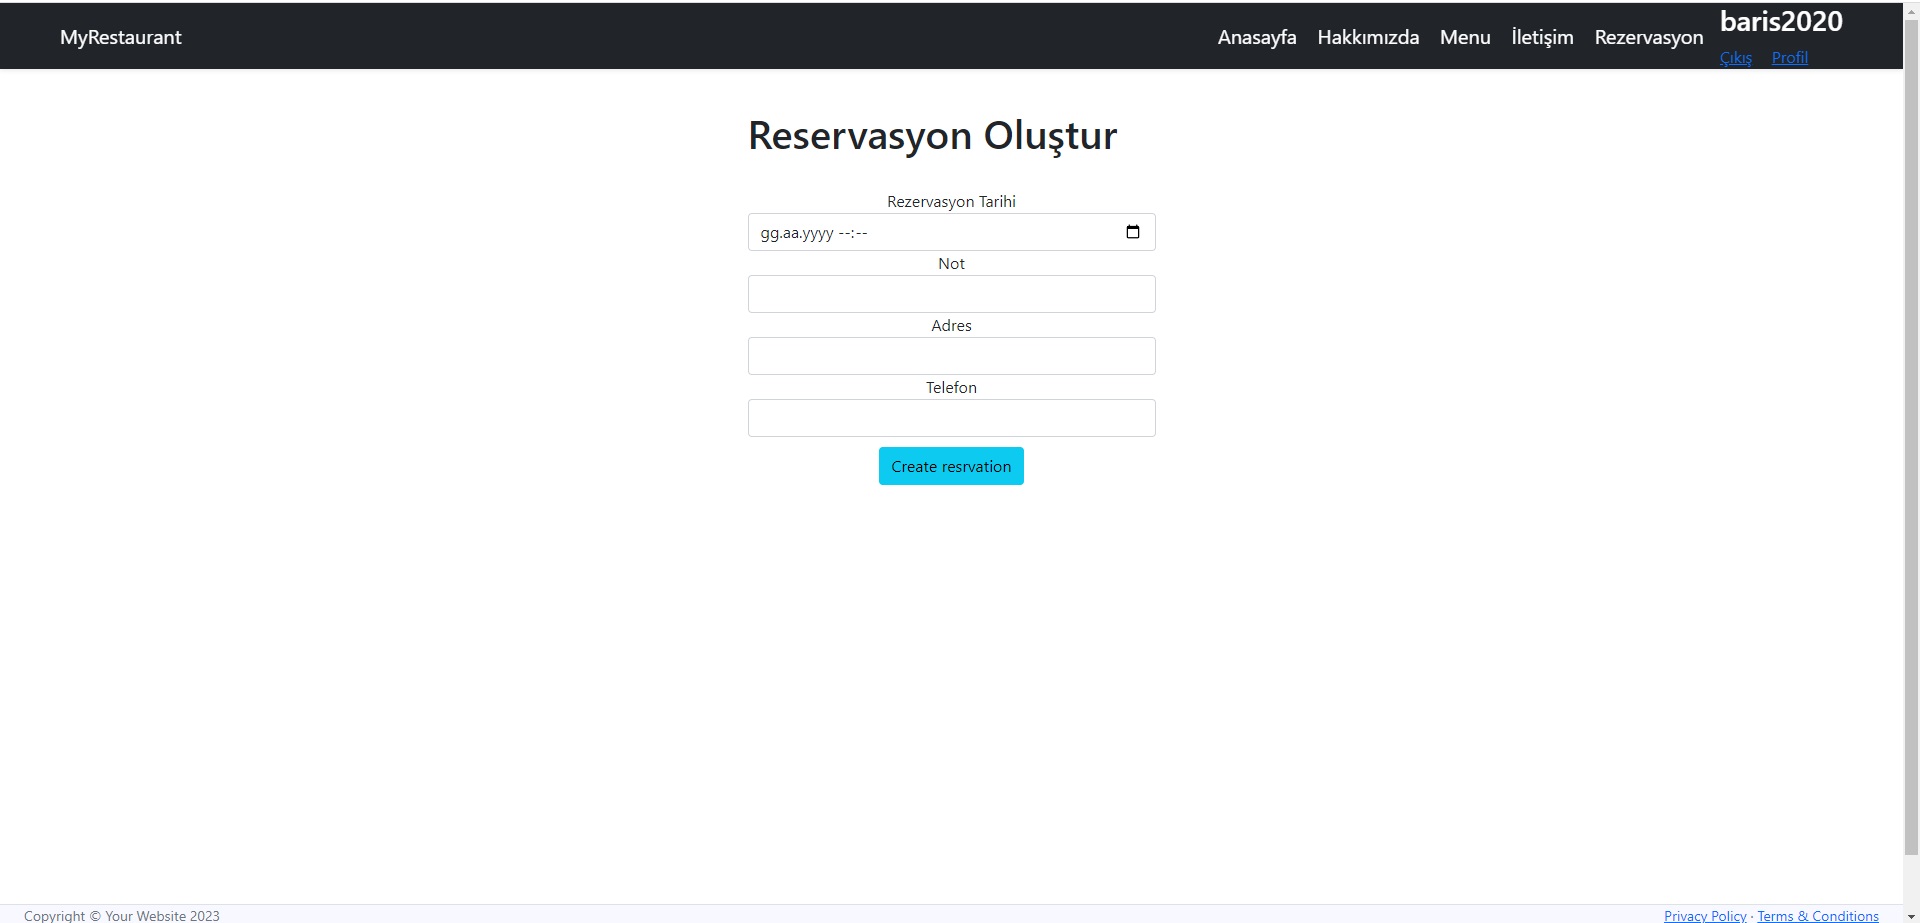 MyRestaurant
Anasayfa Hakkımızda Menu İletişim Rezervasyon
baris2020
Çıkış Profil
Reservasyon Oluştur
Rezervasyon Tarihi
gg.aa.yyyy --:--
Not
Adres
Telefon
Create resrvation
Copyright © Your Website 2023
Privacy Policy · Terms & Conditions